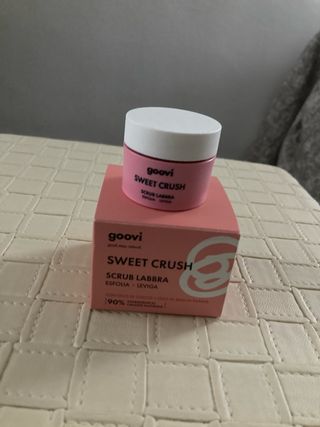 goovi
SWEET CRUSH
SCRUB LABBRA
ESFOLIA · LEVIGA
goovi
SWEET CRUSH
SCRUB LABBRA
ESFOLIA · LEVIGA
90%